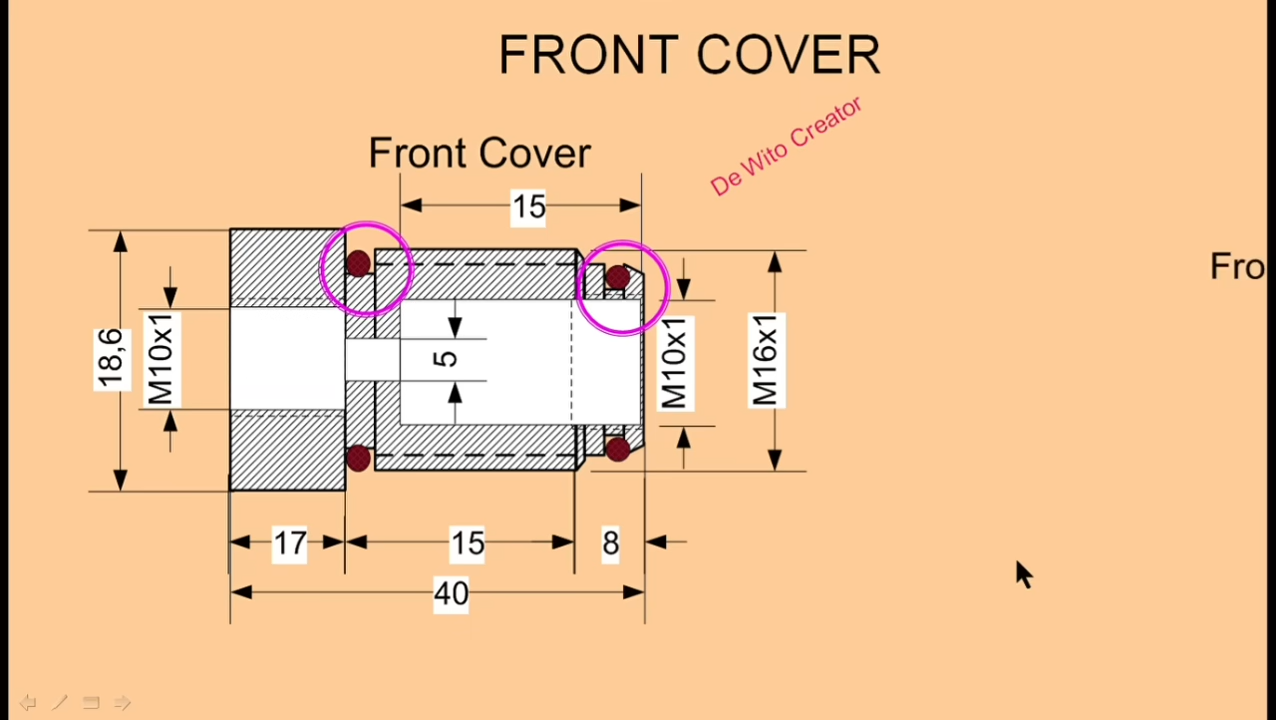 FRONT COVER
De Wito Creator
Front Cover
15
Fro
18,6
M10x1
5
M10x1
M16x1
17
15
8
40